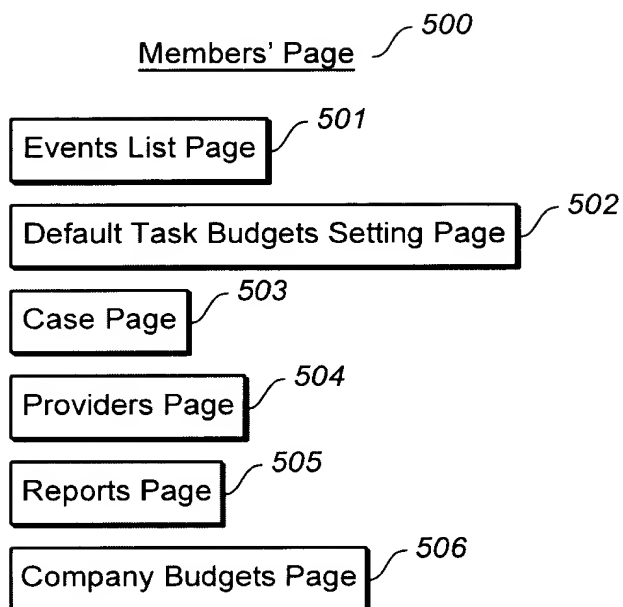 500
Members' Page
501
Events List Page
502
Default Task Budgets Setting Page
503
Case Page
504
Providers Page
505
Reports Page
506
Company Budgets Page